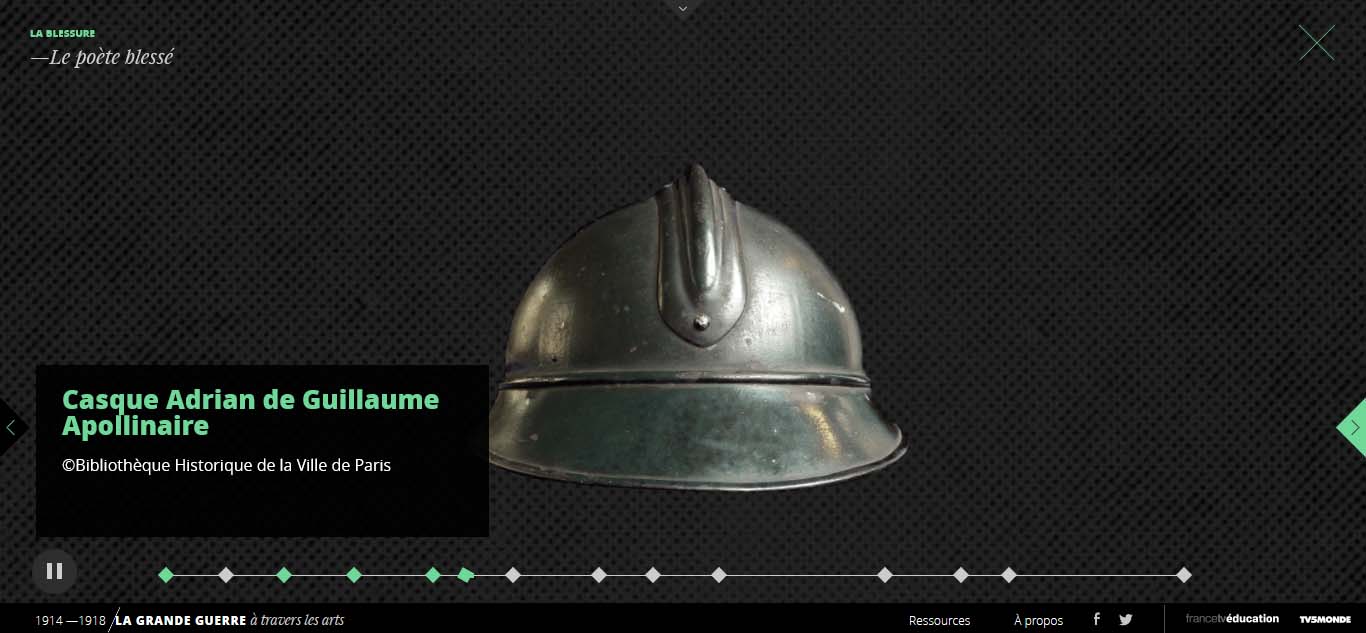 LA BLESSURE
—Le poète blessé
Casque Adrian de Guillaume
Apollinaire
©Bibliothèque Historique de la Ville de Paris
1914 —1918 / LA GRANDE GUERRE à travers les arts
Ressources
À propos
francetvéducation
TV5MONDE